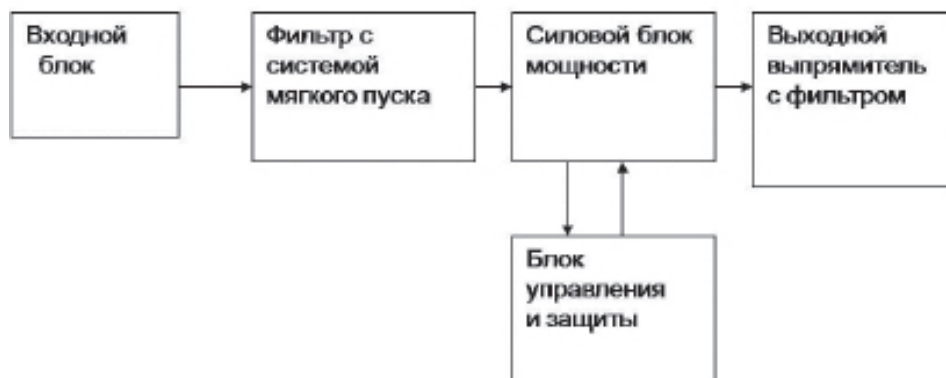 Входной
блок
Фильтр с
системой
мягкого пуска
Силовой блок
мощности
Выходной
выпрямитель
с фильтром
Блок
управления
и защиты